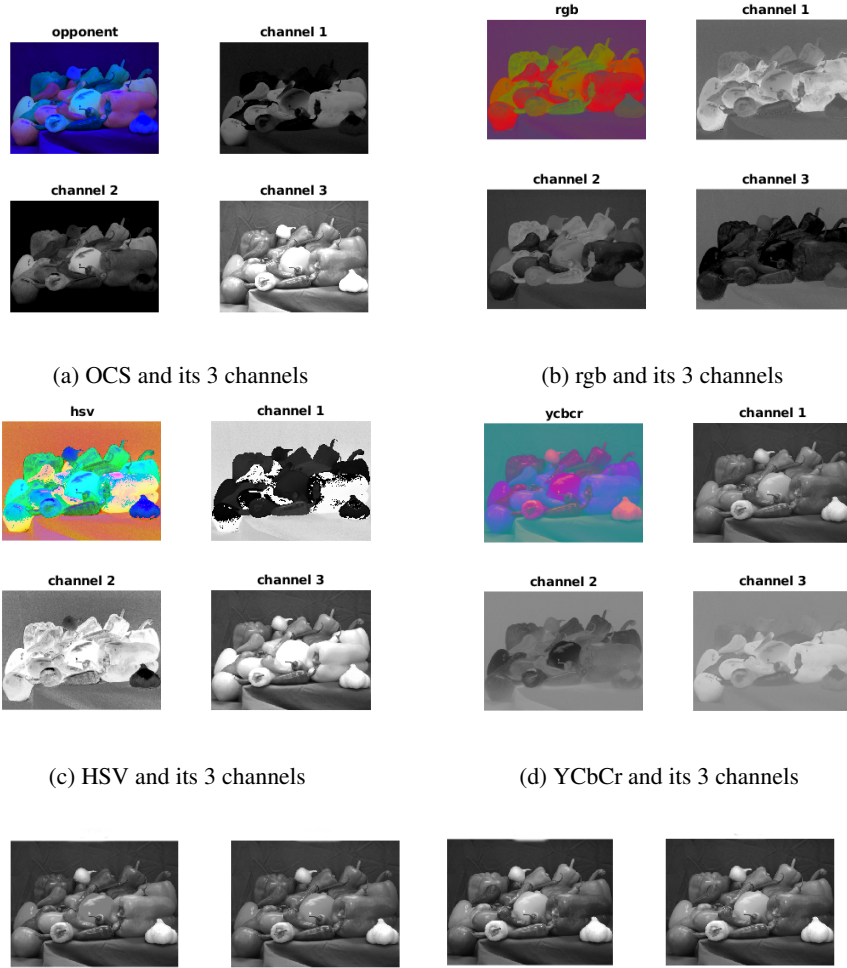 opponent
channel 1
channel 2
channel 3
(a) OCS and its 3 channels
rgb
channel 1
channel 2
channel 3
(b) rgb and its 3 channels
hsv
channel 1
channel 2
channel 3
(c) HSV and its 3 channels
ycbcr
channel 1
channel 2
channel 3
(d) YCbCr and its 3 channels